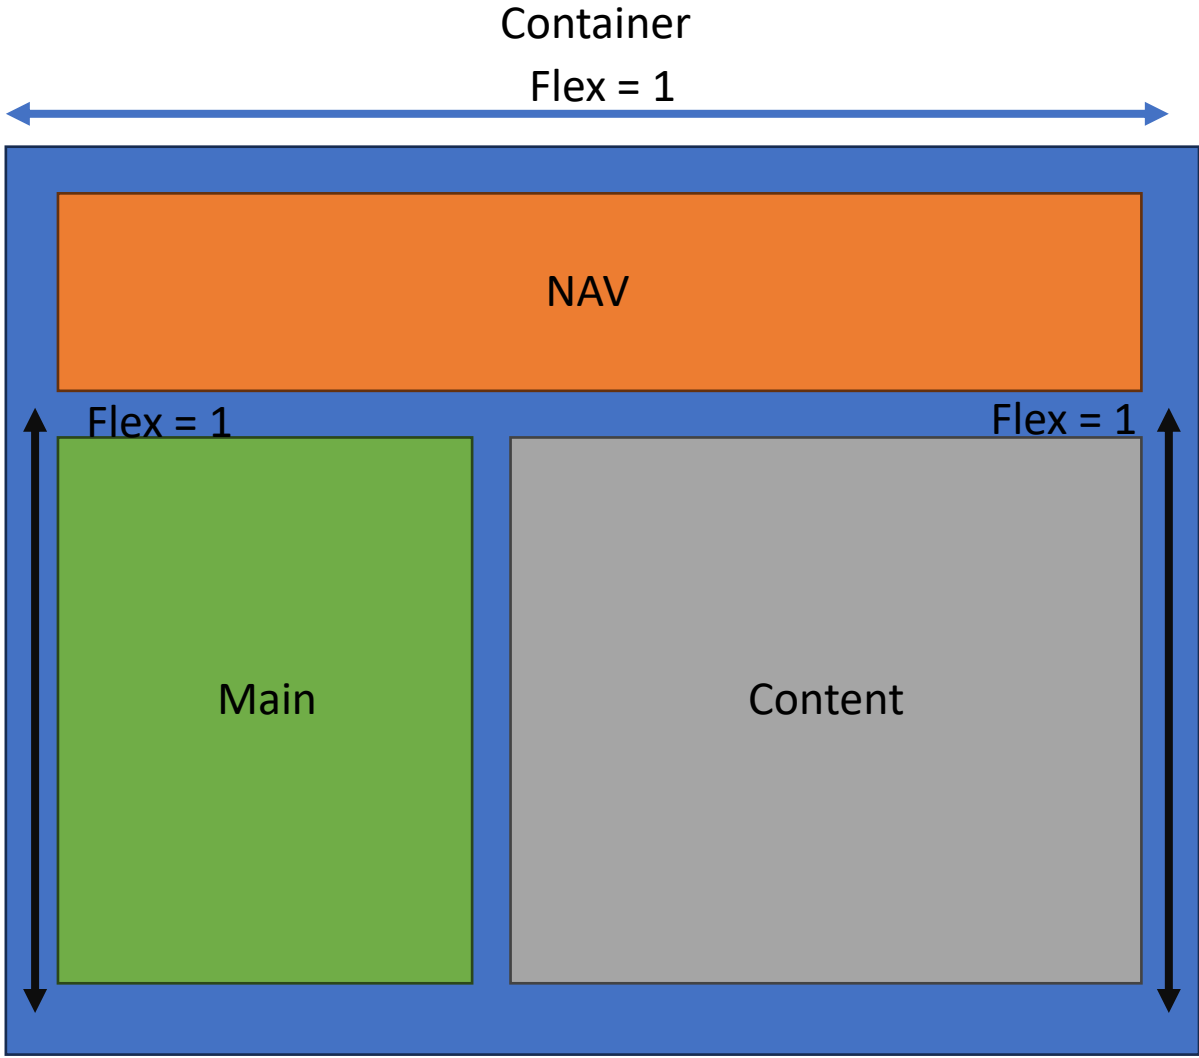 Container
Flex = 1
NAV
Flex = 1
Flex = 1
Main
Content